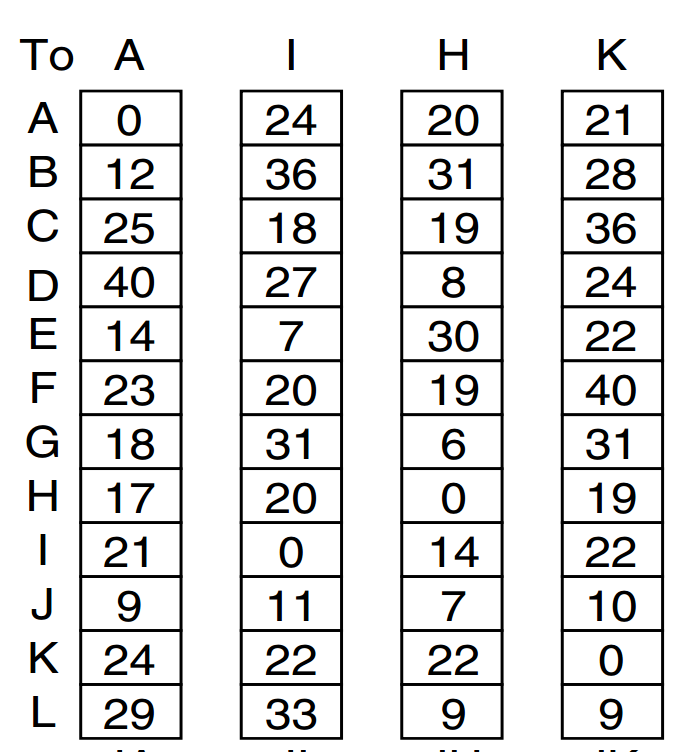 To A I H K
A 0 24 20 21
B 12 36 31 28
C 25 18 19 36
D 40 27 8 24
E 14 7 30 22
F 23 20 19 40
G 18 31 6 31
H 17 20 0 19
I 21 0 14 22
J 9 11 7 10
K 24 22 22 0
L 29 33 9 9